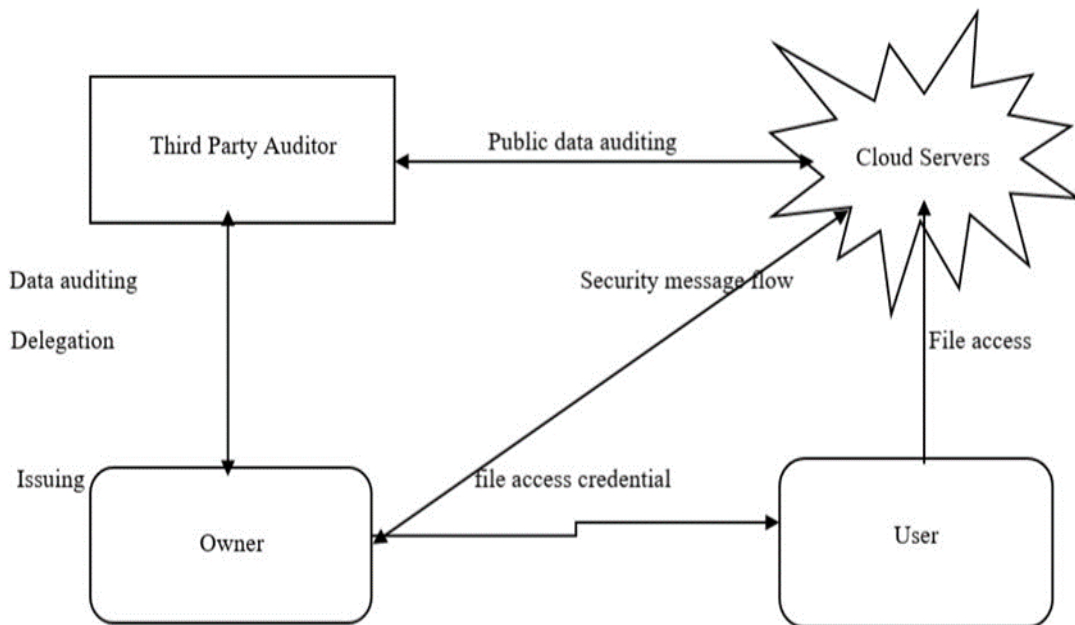 Third Party Auditor
Public data auditing
Cloud Servers
Data auditing
Security message flow
Delegation
File access
Issuing
file access credential
Owner
User